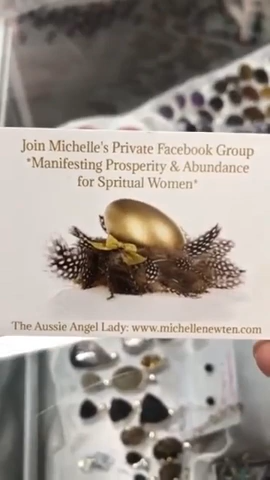 Join Michelle's Private Facebook Group
*Manifesting Prosperity & Abundance
for Spritual Women*
The Aussie Angel Lady: www.michellenewten.com